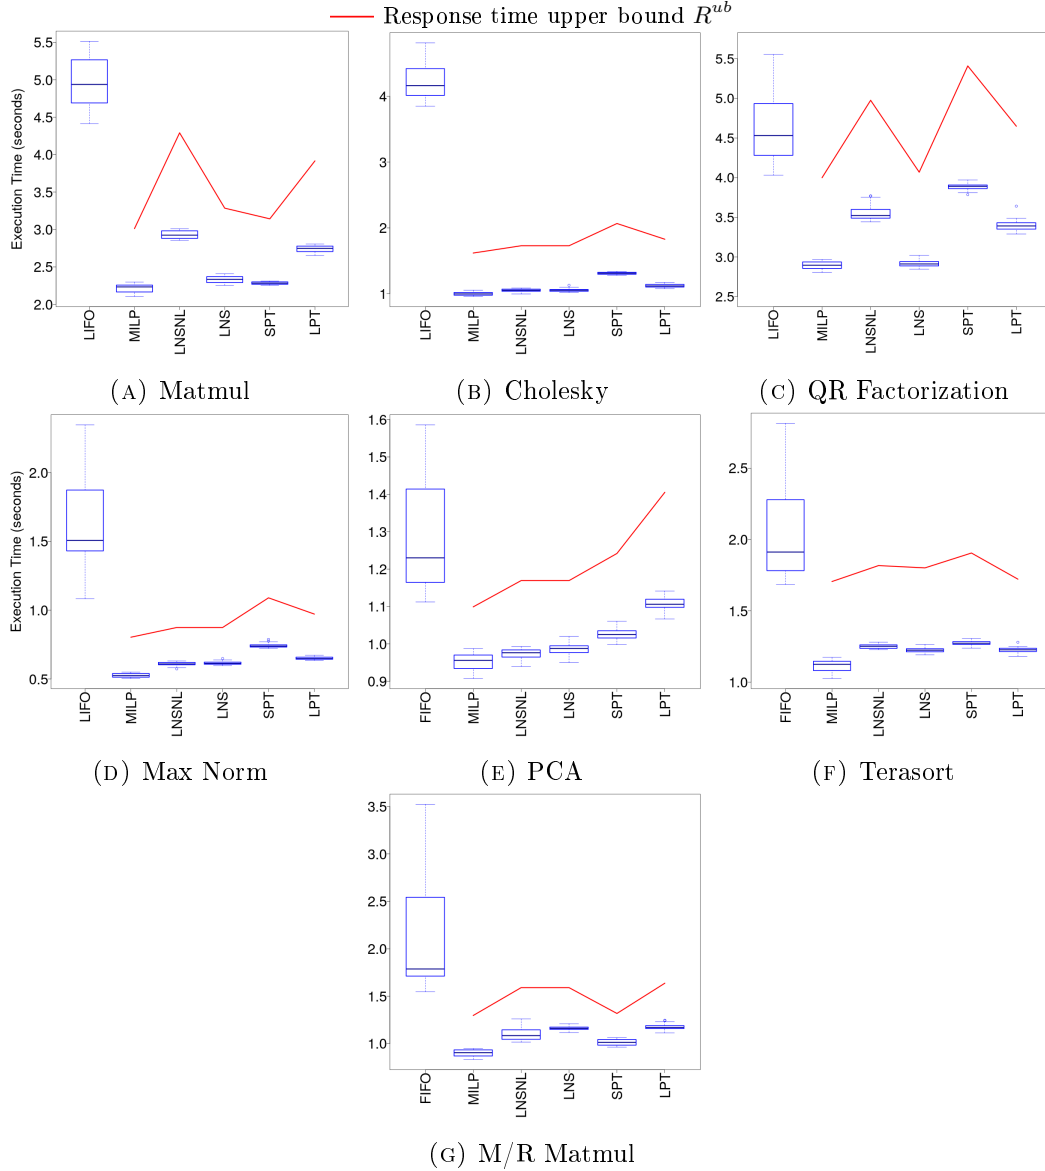 Response time upper bound R^{ub}
Execution Time (seconds)
5.5
5.0
4.5
4.0
3.5
3.0
2.5
2.0
LIFO
MILP
LNSNL
LNS
SPT
LPT
(A) Matmul
4
3
2
1
LIFO
MILP
LNSNL
LNS
SPT
LPT
(B) Cholesky
5.5
5.0
4.5
4.0
3.5
3.0
2.5
LIFO
MILP
LNSNL
LNS
SPT
LPT
(C) QR Factorization
Execution Time (seconds)
2.0
1.5
1.0
0.5
LIFO
MILP
LNSNL
LNS
SPT
LPT
(D) Max Norm
1.6
1.5
1.4
1.3
1.2
1.1
1.0
0.9
FIFO
MILP
LNSNL
LNS
SPT
LPT
(E) PCA
2.5
2.0
1.5
1.0
FIFO
MILP
LNSNL
LNS
SPT
LPT
(F) Terasort
3.5
3.0
2.5
2.0
1.5
1.0
FIFO
MILP
LNSNL
LNS
SPT
LPT
(G) M/R Matmul